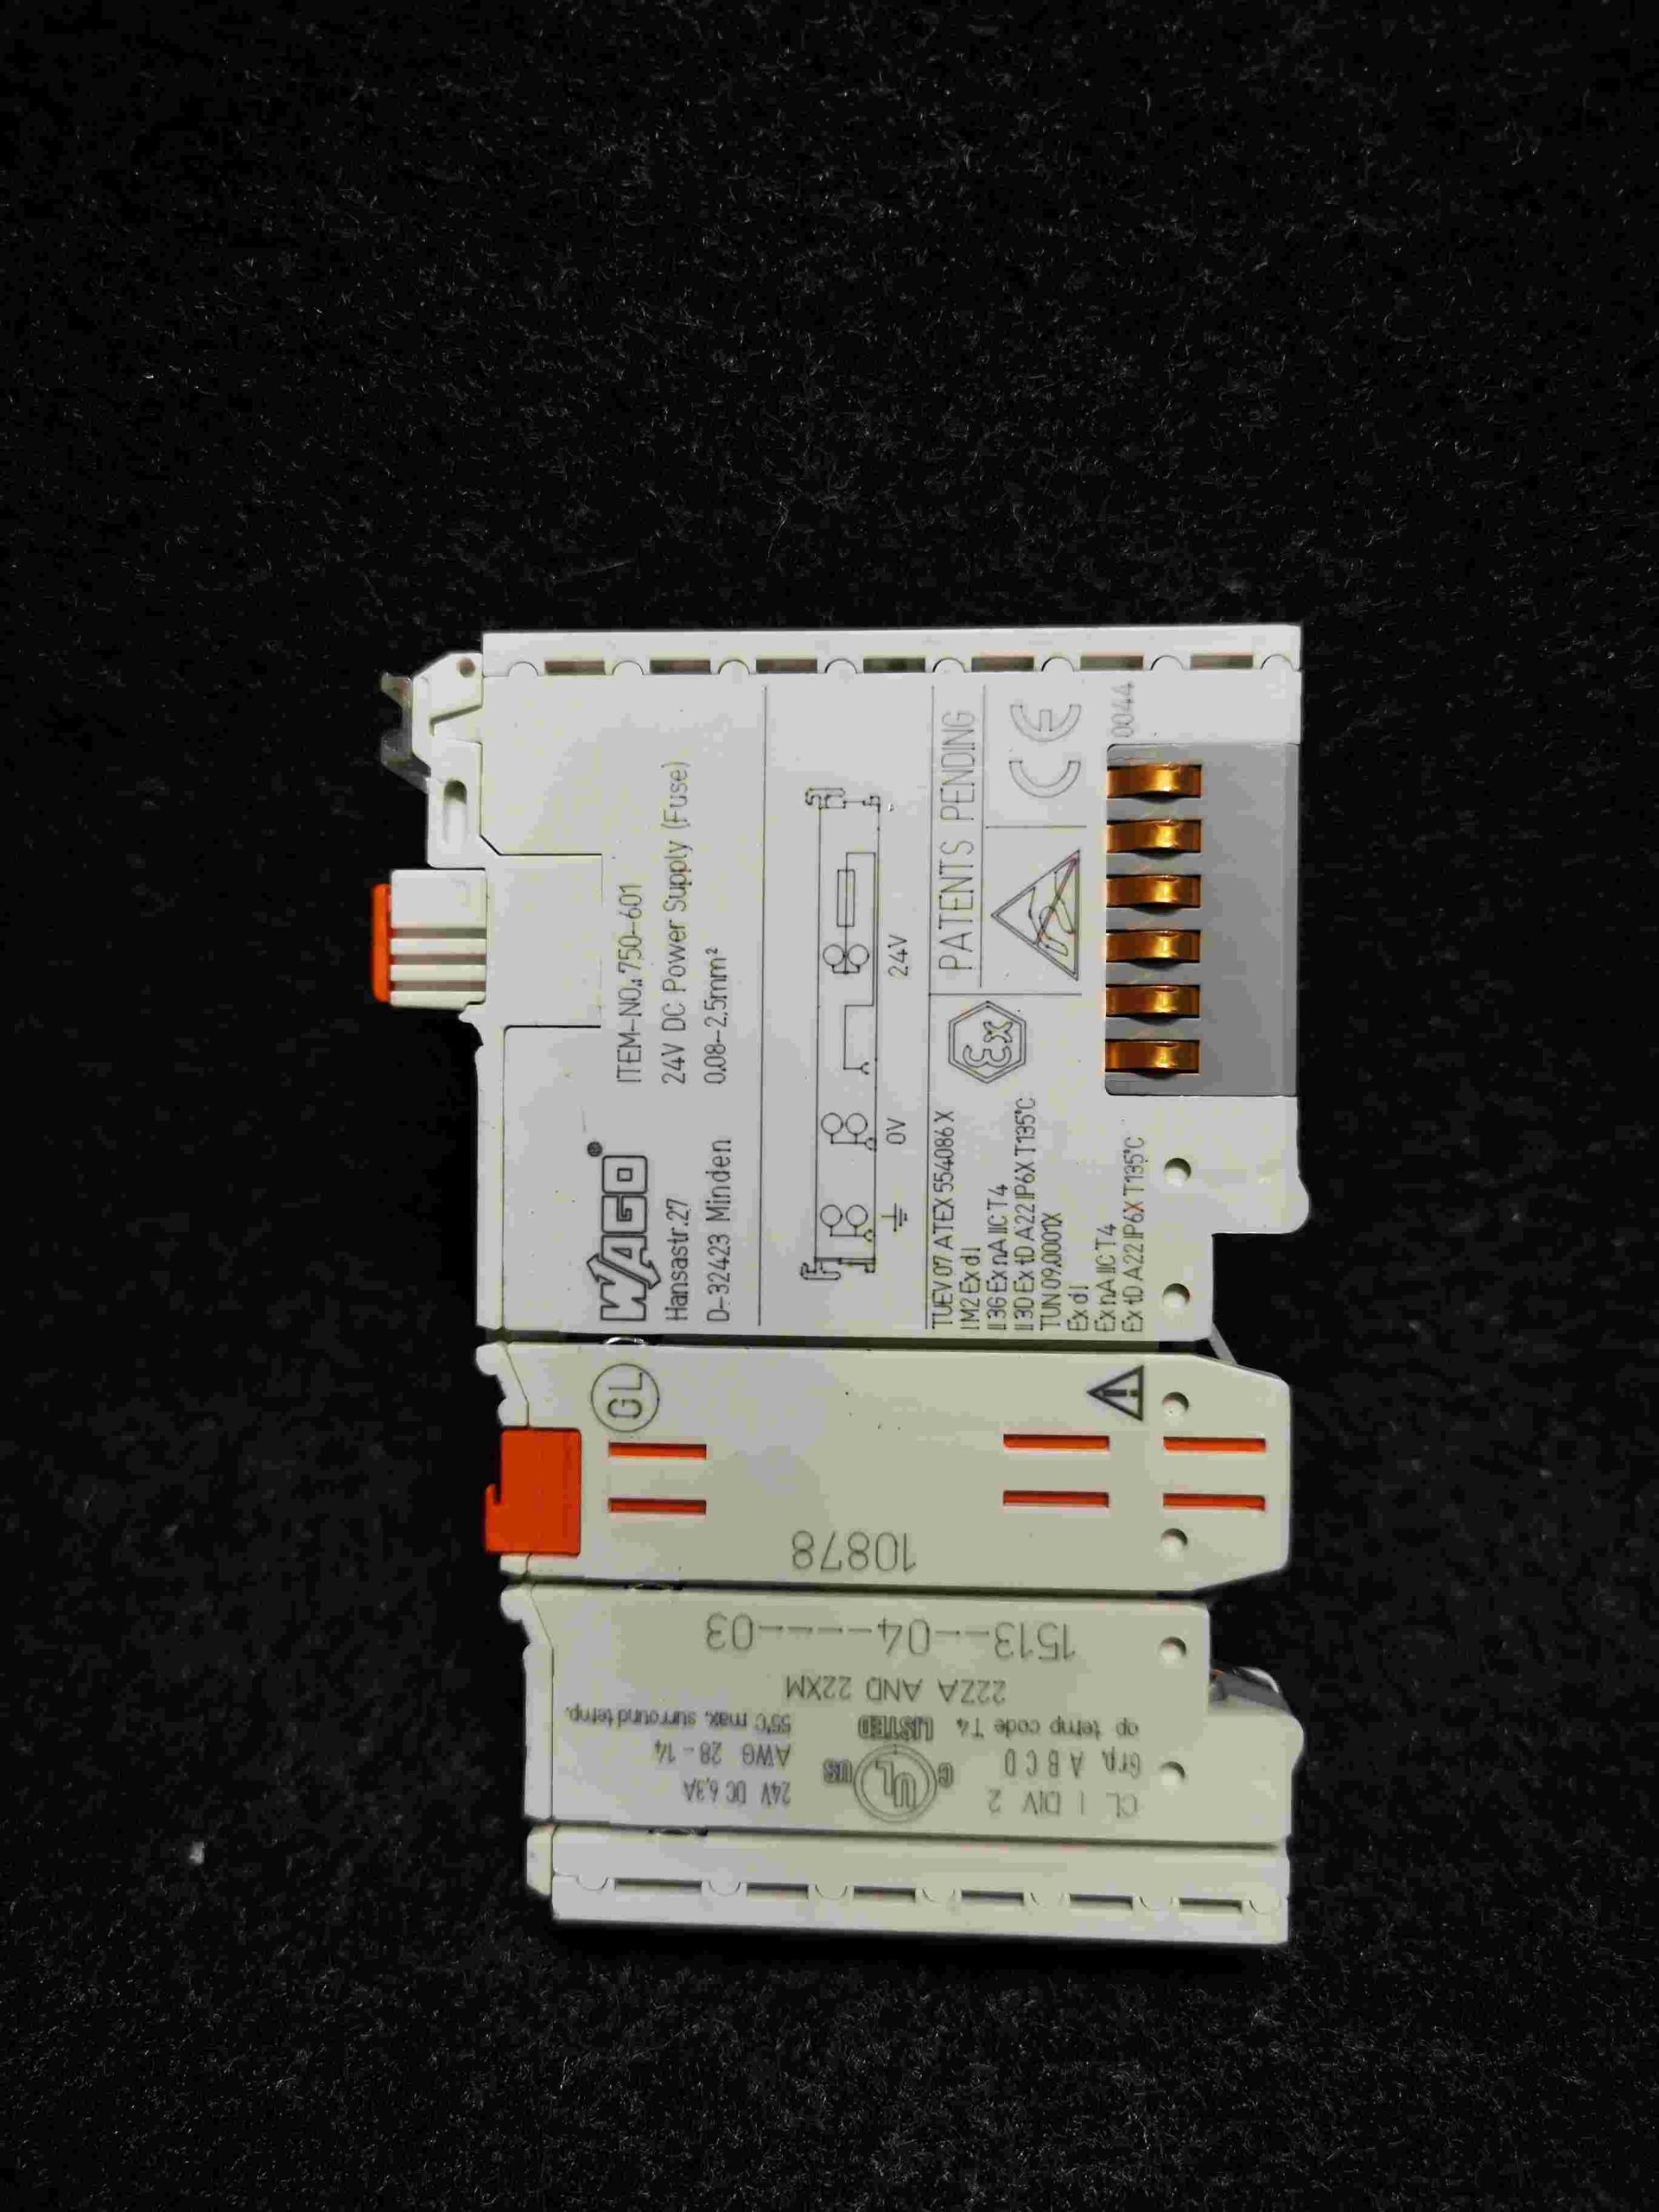 WAGO®
Hansastr.27
D-32423 Minden
ITEM-NO.:750-601
24V DC Power Supply (Fuse)
0.08-2.5mm²
0V
24V
TUEV 07 ATEX 554086 X
I M2 Ex d I
II 3G Ex nA IIC T4
II 3D Ex tD A22 IP6X T135°C
TUN 09.0001X
Ex d I
Ex nA IIC T4
Ex tD A22 IP6X T135°C
Ex
PATENTS PENDING
CE
0044
GL
10878
1513--04-----03
22ZA AND 22XM
op temp code T4
Grp. A B C D
CL I DIV 2
LISTED
C UL US
55°C max. surround temp.
AWG 28-14
24V DC 6,3A